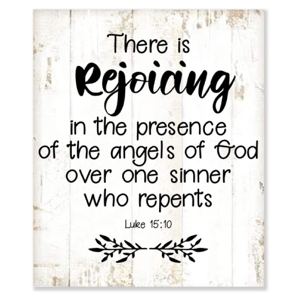 There is
Rejoicing
in the presence
of the angels of God
over one sinner
who repents
Luke 15:10